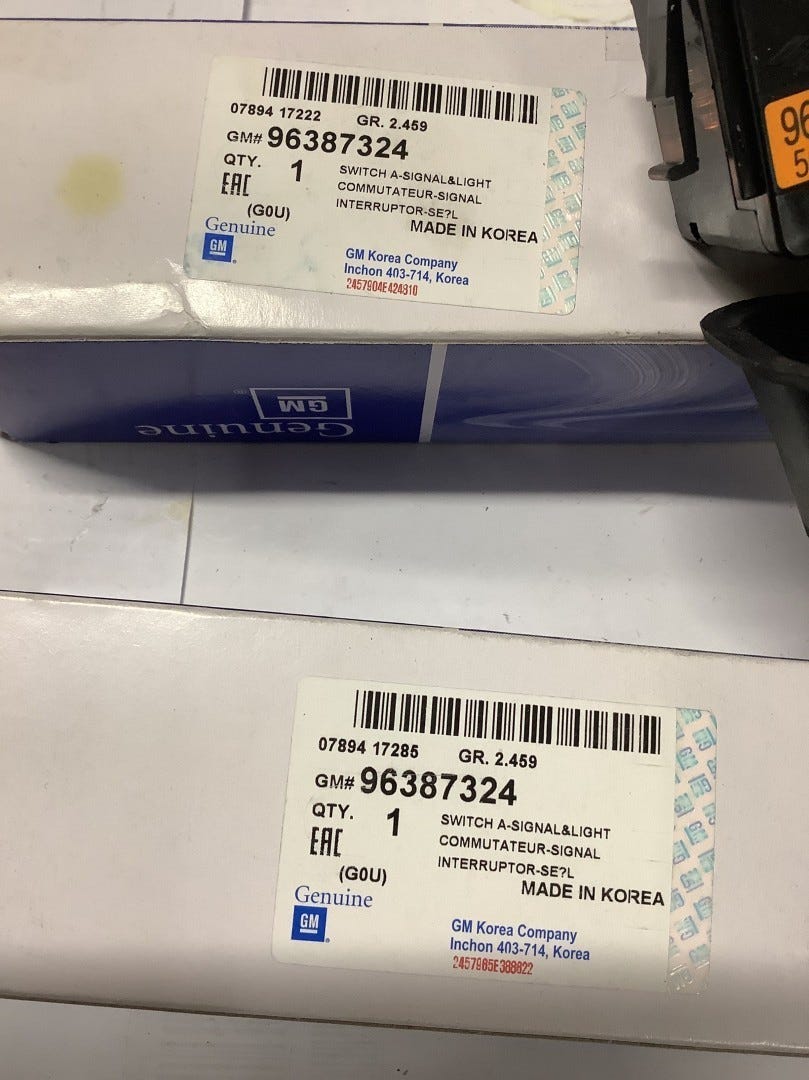 07894 17222 GR. 2.459
GM# 96387324
QTY. 1 SWITCH A-SIGNAL&LIGHT
EAC COMMUTATEUR-SIGNAL
INTERRUPTOR-SE?L
(G0U) MADE IN KOREA
Genuine
GM
GM Korea Company
Inchon 403-714, Korea
2457904E424810
96
5
GM
Genuine
07894 17285 GR. 2.459
GM# 96387324
QTY. 1 SWITCH A-SIGNAL&LIGHT
EAC COMMUTATEUR-SIGNAL
INTERRUPTOR-SE?L
(G0U) MADE IN KOREA
Genuine
GM
GM Korea Company
Inchon 403-714, Korea